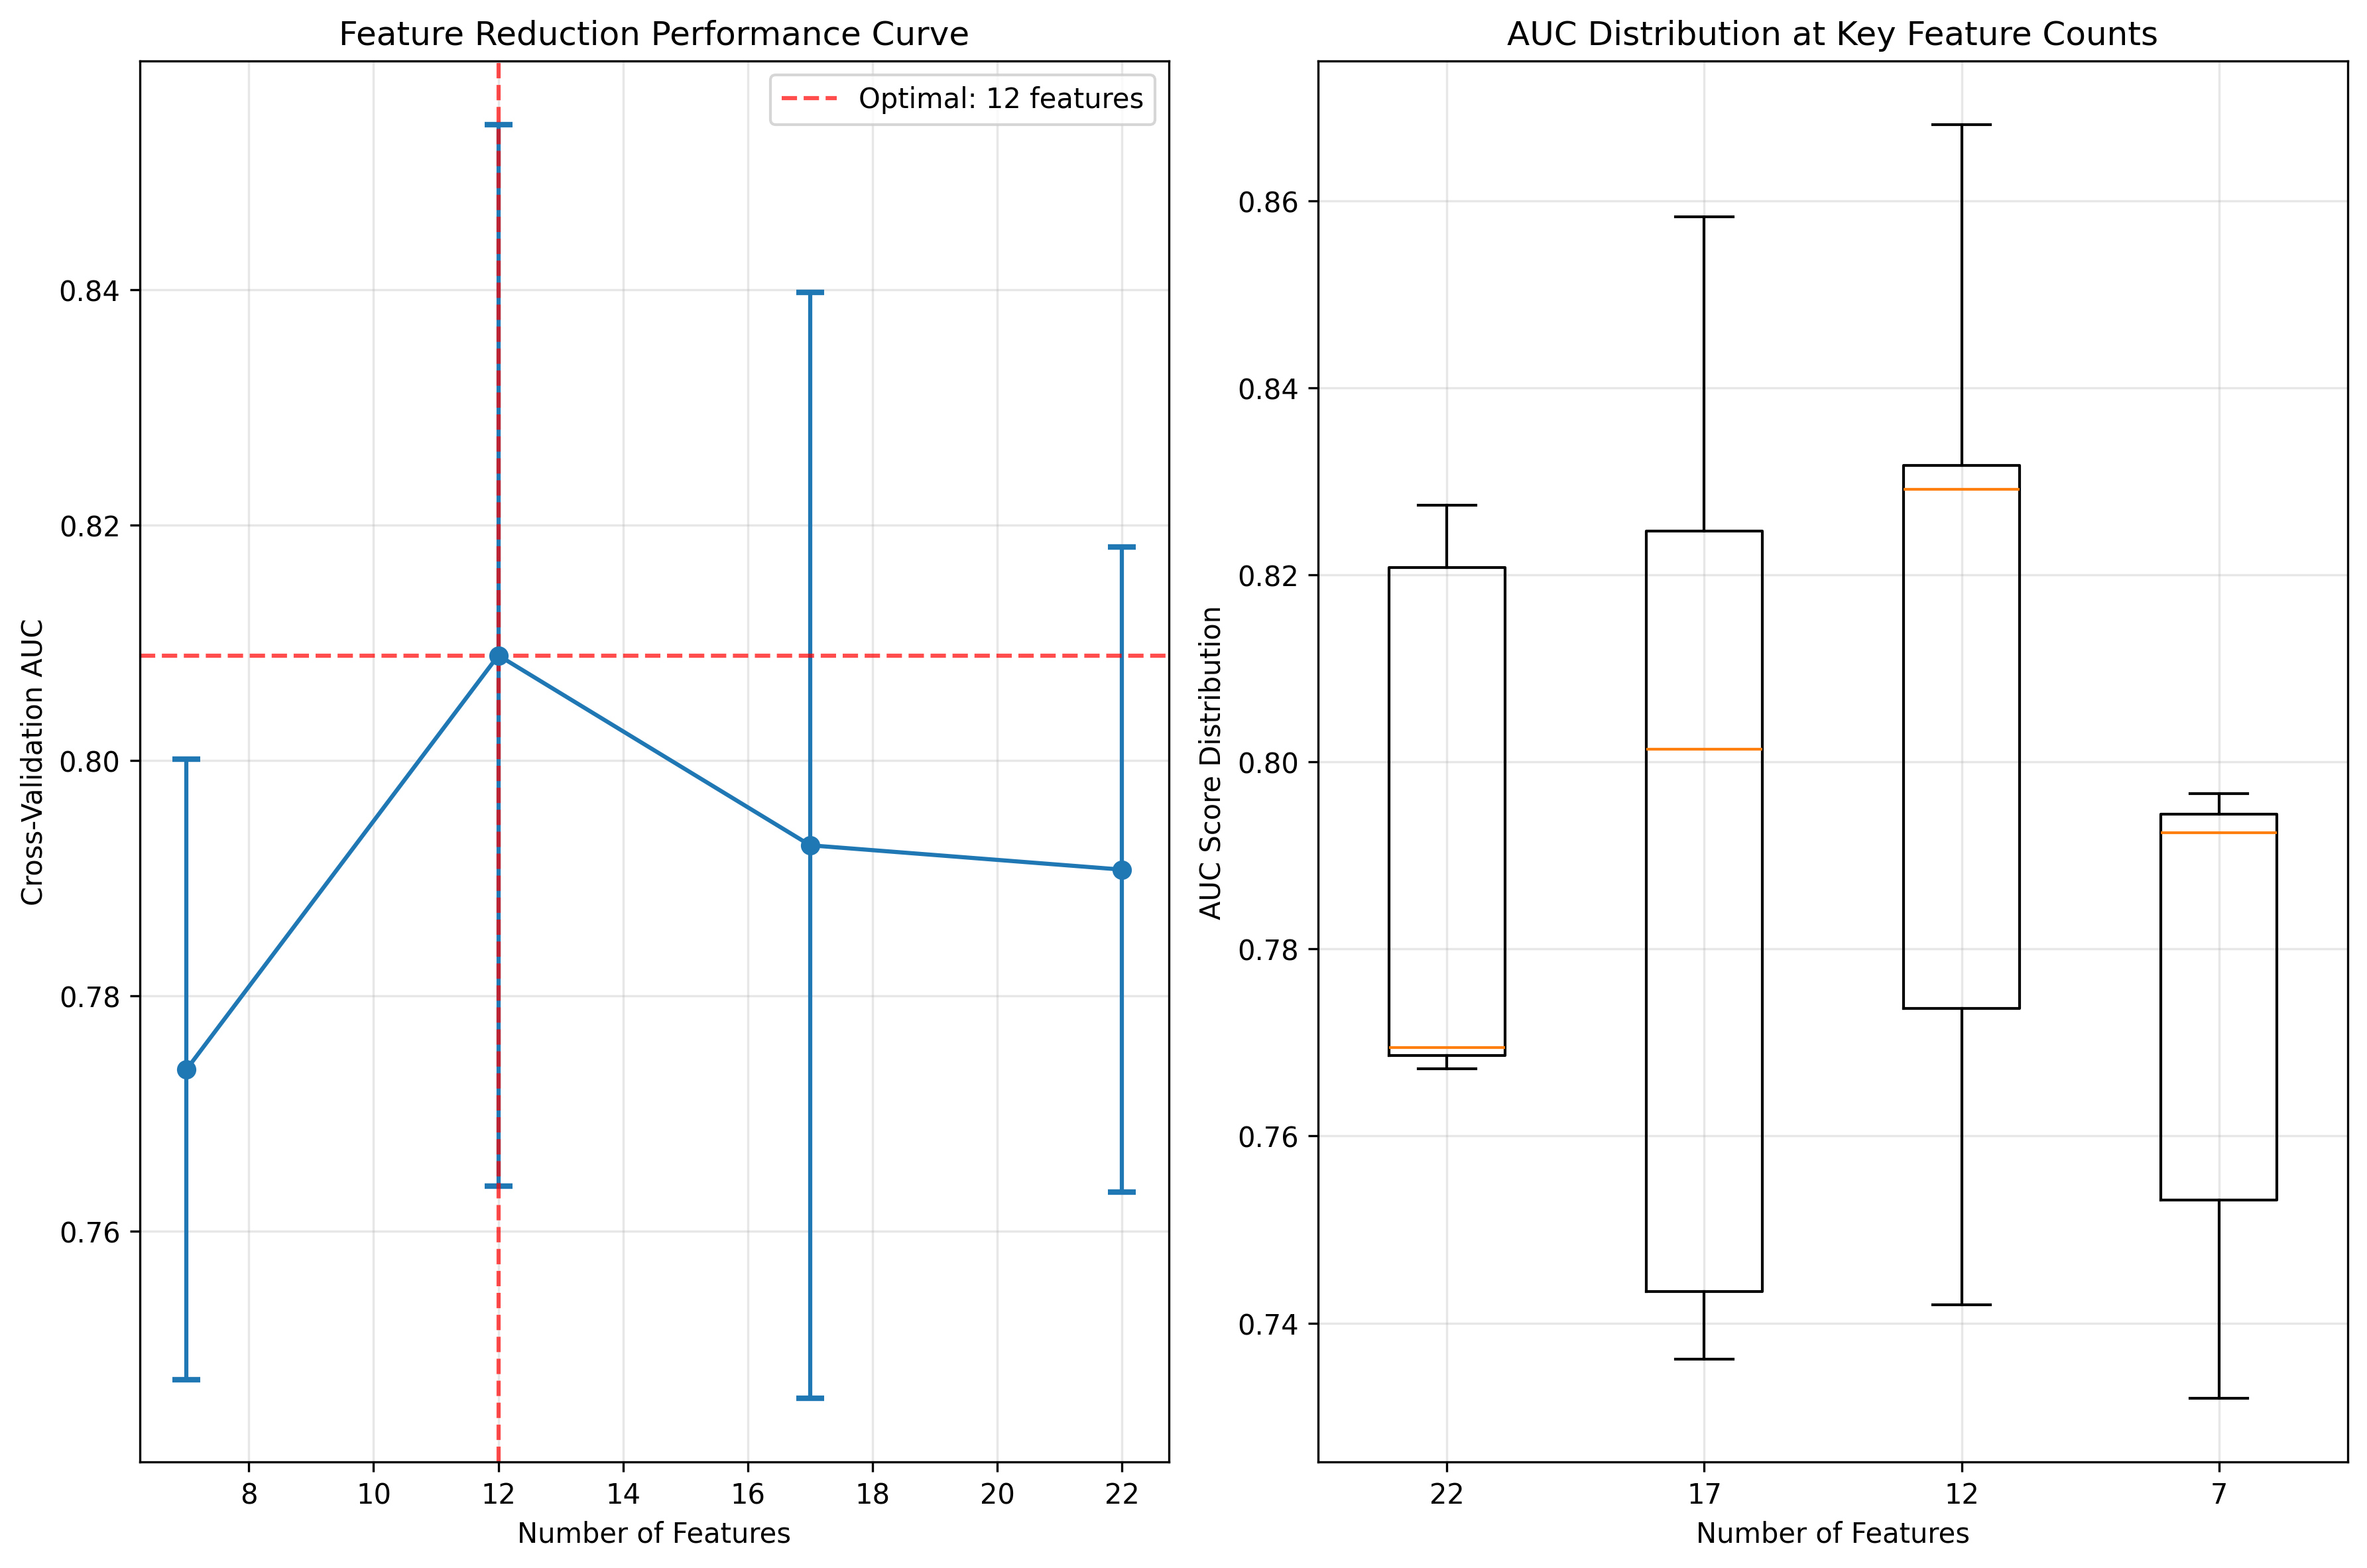 Feature Reduction Performance Curve
Optimal: 12 features
Cross-Validation AUC
0.84
0.82
0.80
0.78
0.76
8 10 12 14 16 18 20 22
Number of Features
AUC Distribution at Key Feature Counts
AUC Score Distribution
0.86
0.84
0.82
0.80
0.78
0.76
0.74
22 17 12 7
Number of Features